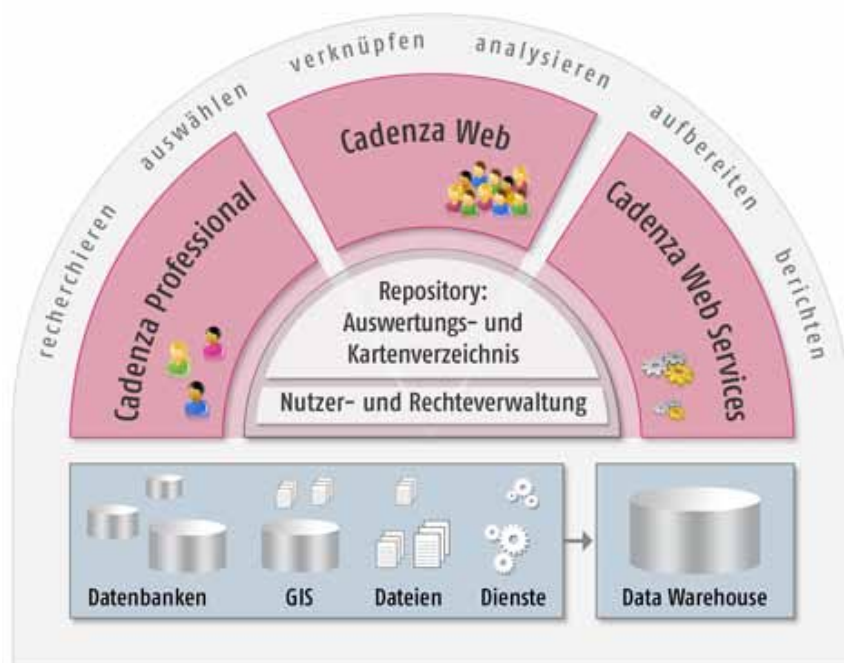 recherchieren auswählen verknüpfen analysieren aufbereiten berichten
Cadenza Professional
Cadenza Web
Cadenza Web Services
Repository:
Auswertungs- und
Kartenverzeichnis
Nutzer- und Rechteverwaltung
Datenbanken GIS Dateien Dienste Data Warehouse